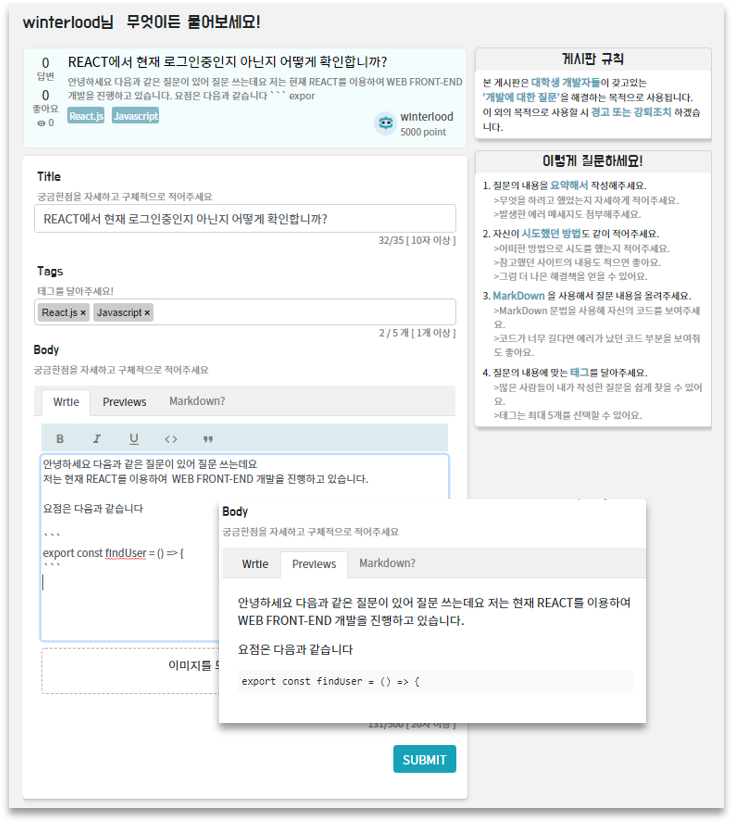 winterlood님 무엇이든 물어보세요!
0
답변
0
좋아요
0
REACT에서 현재 로그인중인지 아닌지 어떻게 확인합니까?
안녕하세요 다음과 같은 질문이 있어 질문 쓰는데요 저는 현재 REACT를 이용하여 WEB FRONT-END
개발을 진행하고 있습니다. 요점은 다음과 같습니다 ``` expor
React.js Javascript
winterlood
5000 point
Title
궁금한점을 자세하고 구체적으로 적어주세요
REACT에서 현재 로그인중인지 아닌지 어떻게 확인합니까?
32/35 [ 10자 이상 ]
Tags
태그를 달아주세요!
React.js × Javascript ×
2 / 5 개 [ 1개 이상 ]
Body
궁금한점을 자세하고 구체적으로 적어주세요
Write Previews Markdown?
B I U <> "
안녕하세요 다음과 같은 질문이 있어 질문 쓰는데요
저는 현재 REACT를 이용하여 WEB FRONT-END 개발을 진행하고 있습니다.
요점은 다음과 같습니다
```
export const findUser = () => {
```
이미지를
131/500 [ 20자 이상 ]
SUBMIT
Body
궁금한점을 자세하고 구체적으로 적어주세요
Write Previews Markdown?
안녕하세요 다음과 같은 질문이 있어 질문 쓰는데요 저는 현재 REACT를 이용하여
WEB FRONT-END 개발을 진행하고 있습니다.
요점은 다음과 같습니다
export const findUser = () => {
게시판 규칙
본 게시판은 대학생 개발자들이 갖고있는
'개발에 대한 질문'을 해결하는 목적으로 사용됩니다.
이 외의 목적으로 사용할 시 경고 또는 강퇴조치 하겠습
니다.
이렇게 질문하세요!
1. 질문의 내용을 요약해서 작성해주세요.
>무엇을 하려고 했었는지 자세하게 적어주세요.
>발생한 에러 메세지도 첨부해주세요.
2. 자신이 시도했던 방법도 같이 적어주세요.
>어떠한 방법으로 시도를 했는지 적어주세요.
>참고했던 사이트의 내용도 적으면 좋아요.
>그럼 더 나은 해결책을 얻을 수 있어요.
3. MarkDown 을 사용해서 질문 내용을 올려주세요.
>MarkDown 문법을 사용해 자신의 코드를 보여주세
요.
>코드가 너무 길다면 에러가 났던 코드 부분을 보여줘
도 좋아요.
4. 질문의 내용에 맞는 태그를 달아주세요.
>많은 사람들이 내가 작성한 질문을 쉽게 찾을 수 있어
요.
>태그는 최대 5개를 선택할 수 있어요.